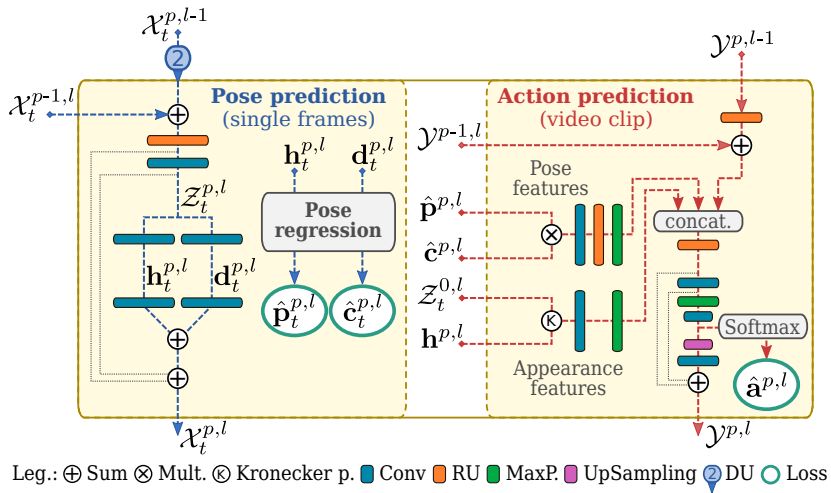 𝒳_t^{p,l-1}
2
𝒳_t^{p-1,l}
Pose prediction
(single frames)
h_t^{p,l} d_t^{p,l}
Pose
regression
𝒵_t^{p,l}
h_t^{p,l} d_t^{p,l}
p̂_t^{p,l} ĉ_t^{p,l}
𝒳_t^{p,l}
𝒴^{p,l-1}
Action prediction
(video clip)
𝒴^{p-1,l}
Pose
features
p̂^{p,l}
ĉ^{p,l}
concat.
𝒵_t^{0,l}
K
h^{p,l}
Appearance
features
Softmax
â^{p,l}
𝒴^{p,l}
Leg.: ⊕ Sum ⊗ Mult. Ⓚ Kronecker p. Conv RU MaxP. UpSampling 2 DU Loss